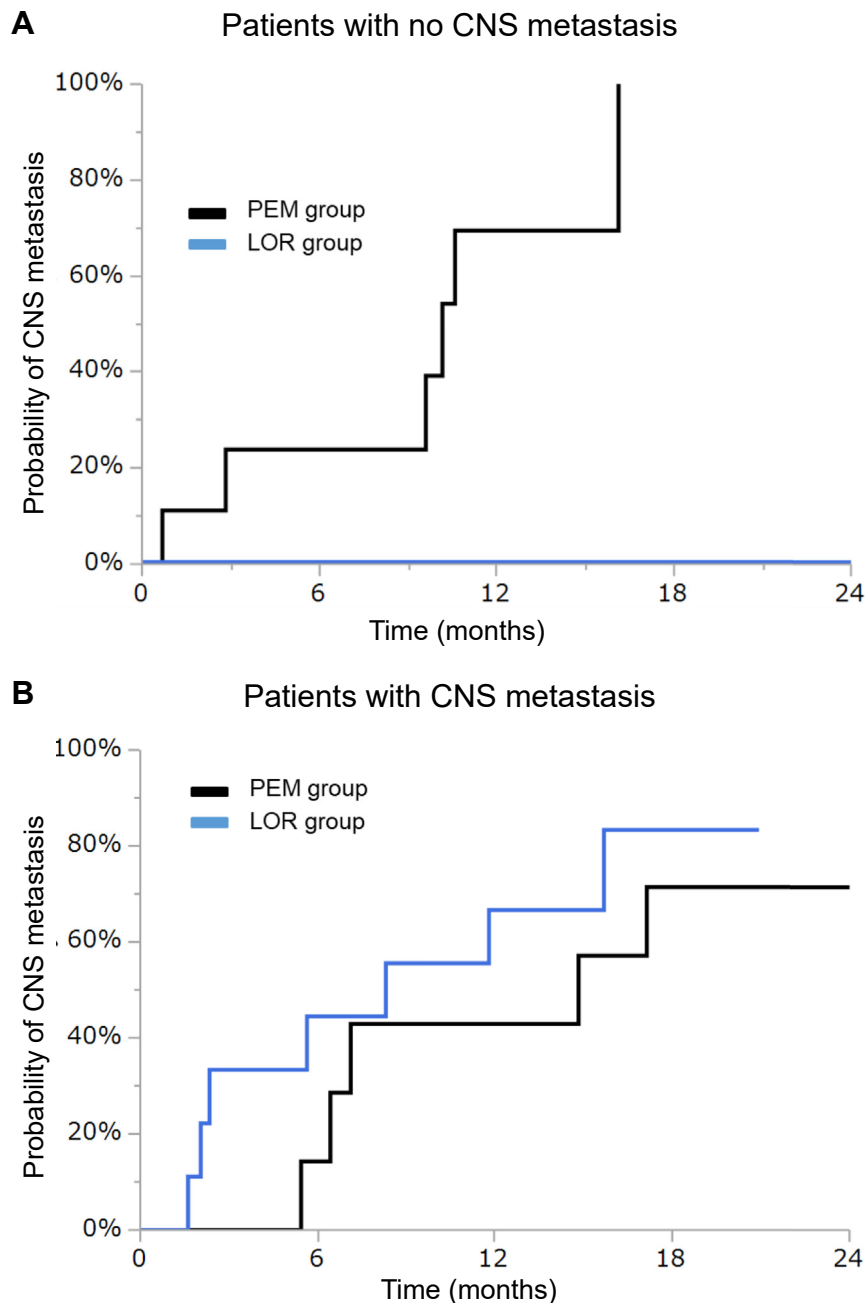 A Patients with no CNS metastasis
100%
80%
60%
40%
20%
0%
Probability of CNS metastasis
PEM group
LOR group
0 6 12 18 24
Time (months)
B Patients with CNS metastasis
100%
80%
60%
40%
20%
0%
Probability of CNS metastasis
PEM group
LOR group
0 6 12 18 24
Time (months)